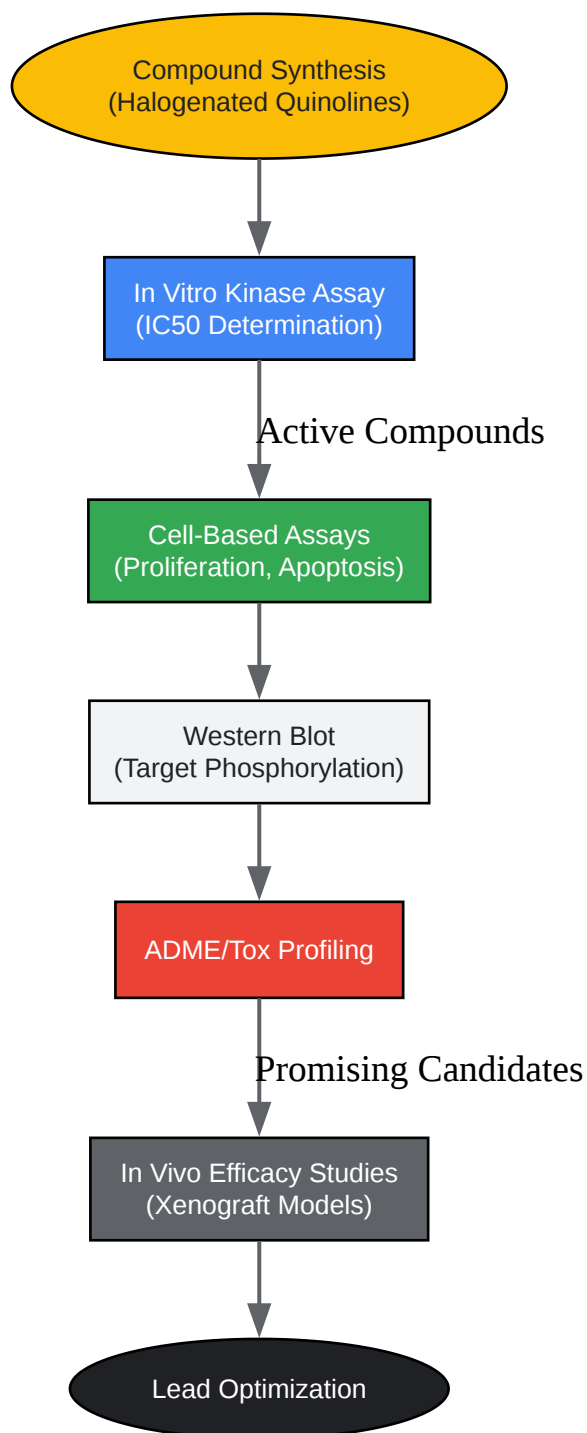 Compound Synthesis
(Halogenated Quinolines)
In Vitro Kinase Assay
(IC50 Determination)
Active Compounds
Cell-Based Assays
(Proliferation, Apoptosis)
Western Blot
(Target Phosphorylation)
ADME/Tox Profiling
Promising Candidates
In Vivo Efficacy Studies
(Xenograft Models)
Lead Optimization